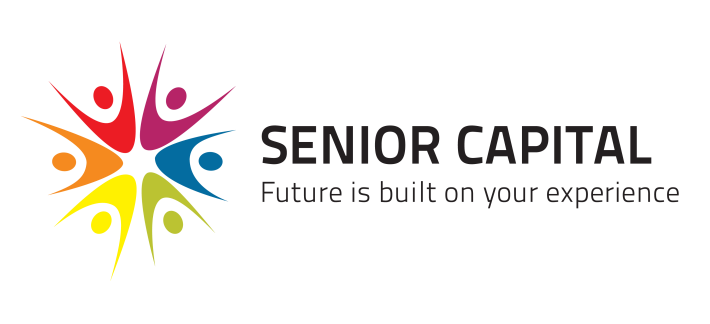 SENIOR CAPITAL
Future is built on your experience